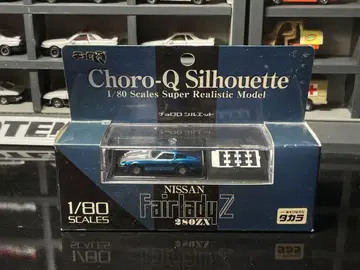 チョロQ
Choro-Q Silhouette
1/80 Scales Super Realistic Model
チョロQ シルエット
NISSAN
Fairlady Z
280ZX
1/80
SCALES
タカラ